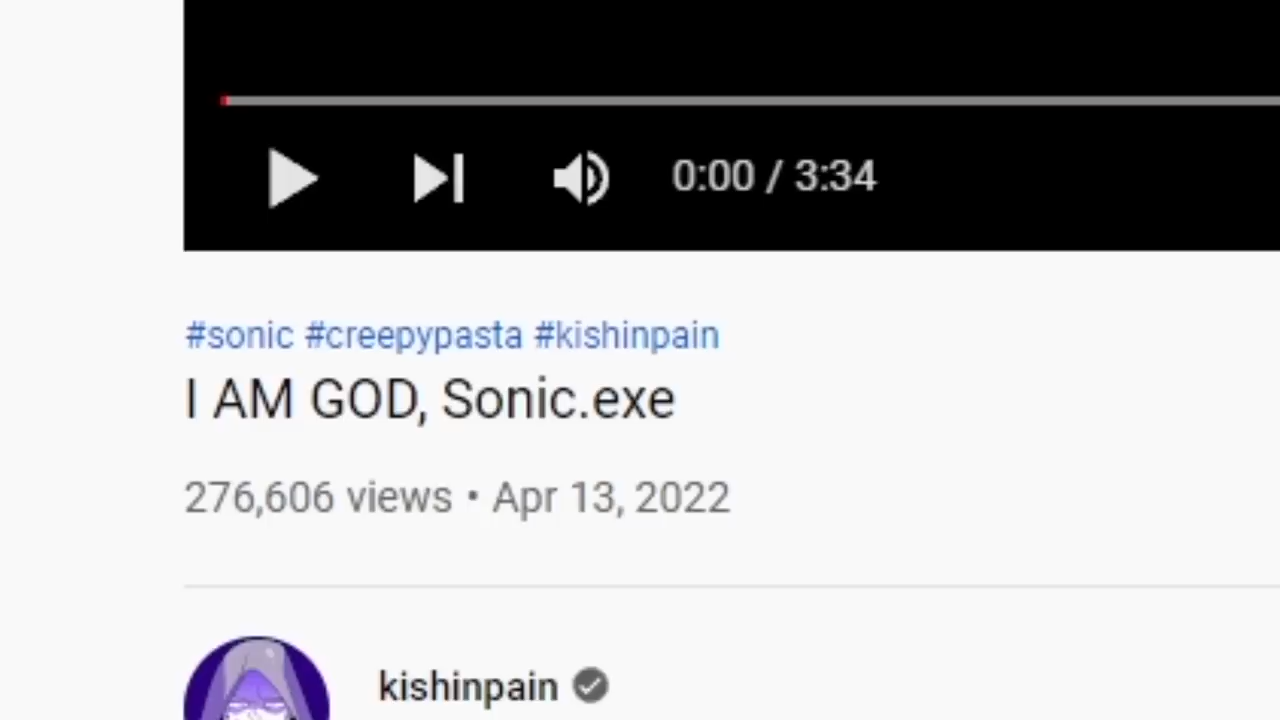 0:00 / 3:34
#sonic #creepypasta #kishinpain
I AM GOD, Sonic.exe
276,606 views • Apr 13, 2022
kishinpain